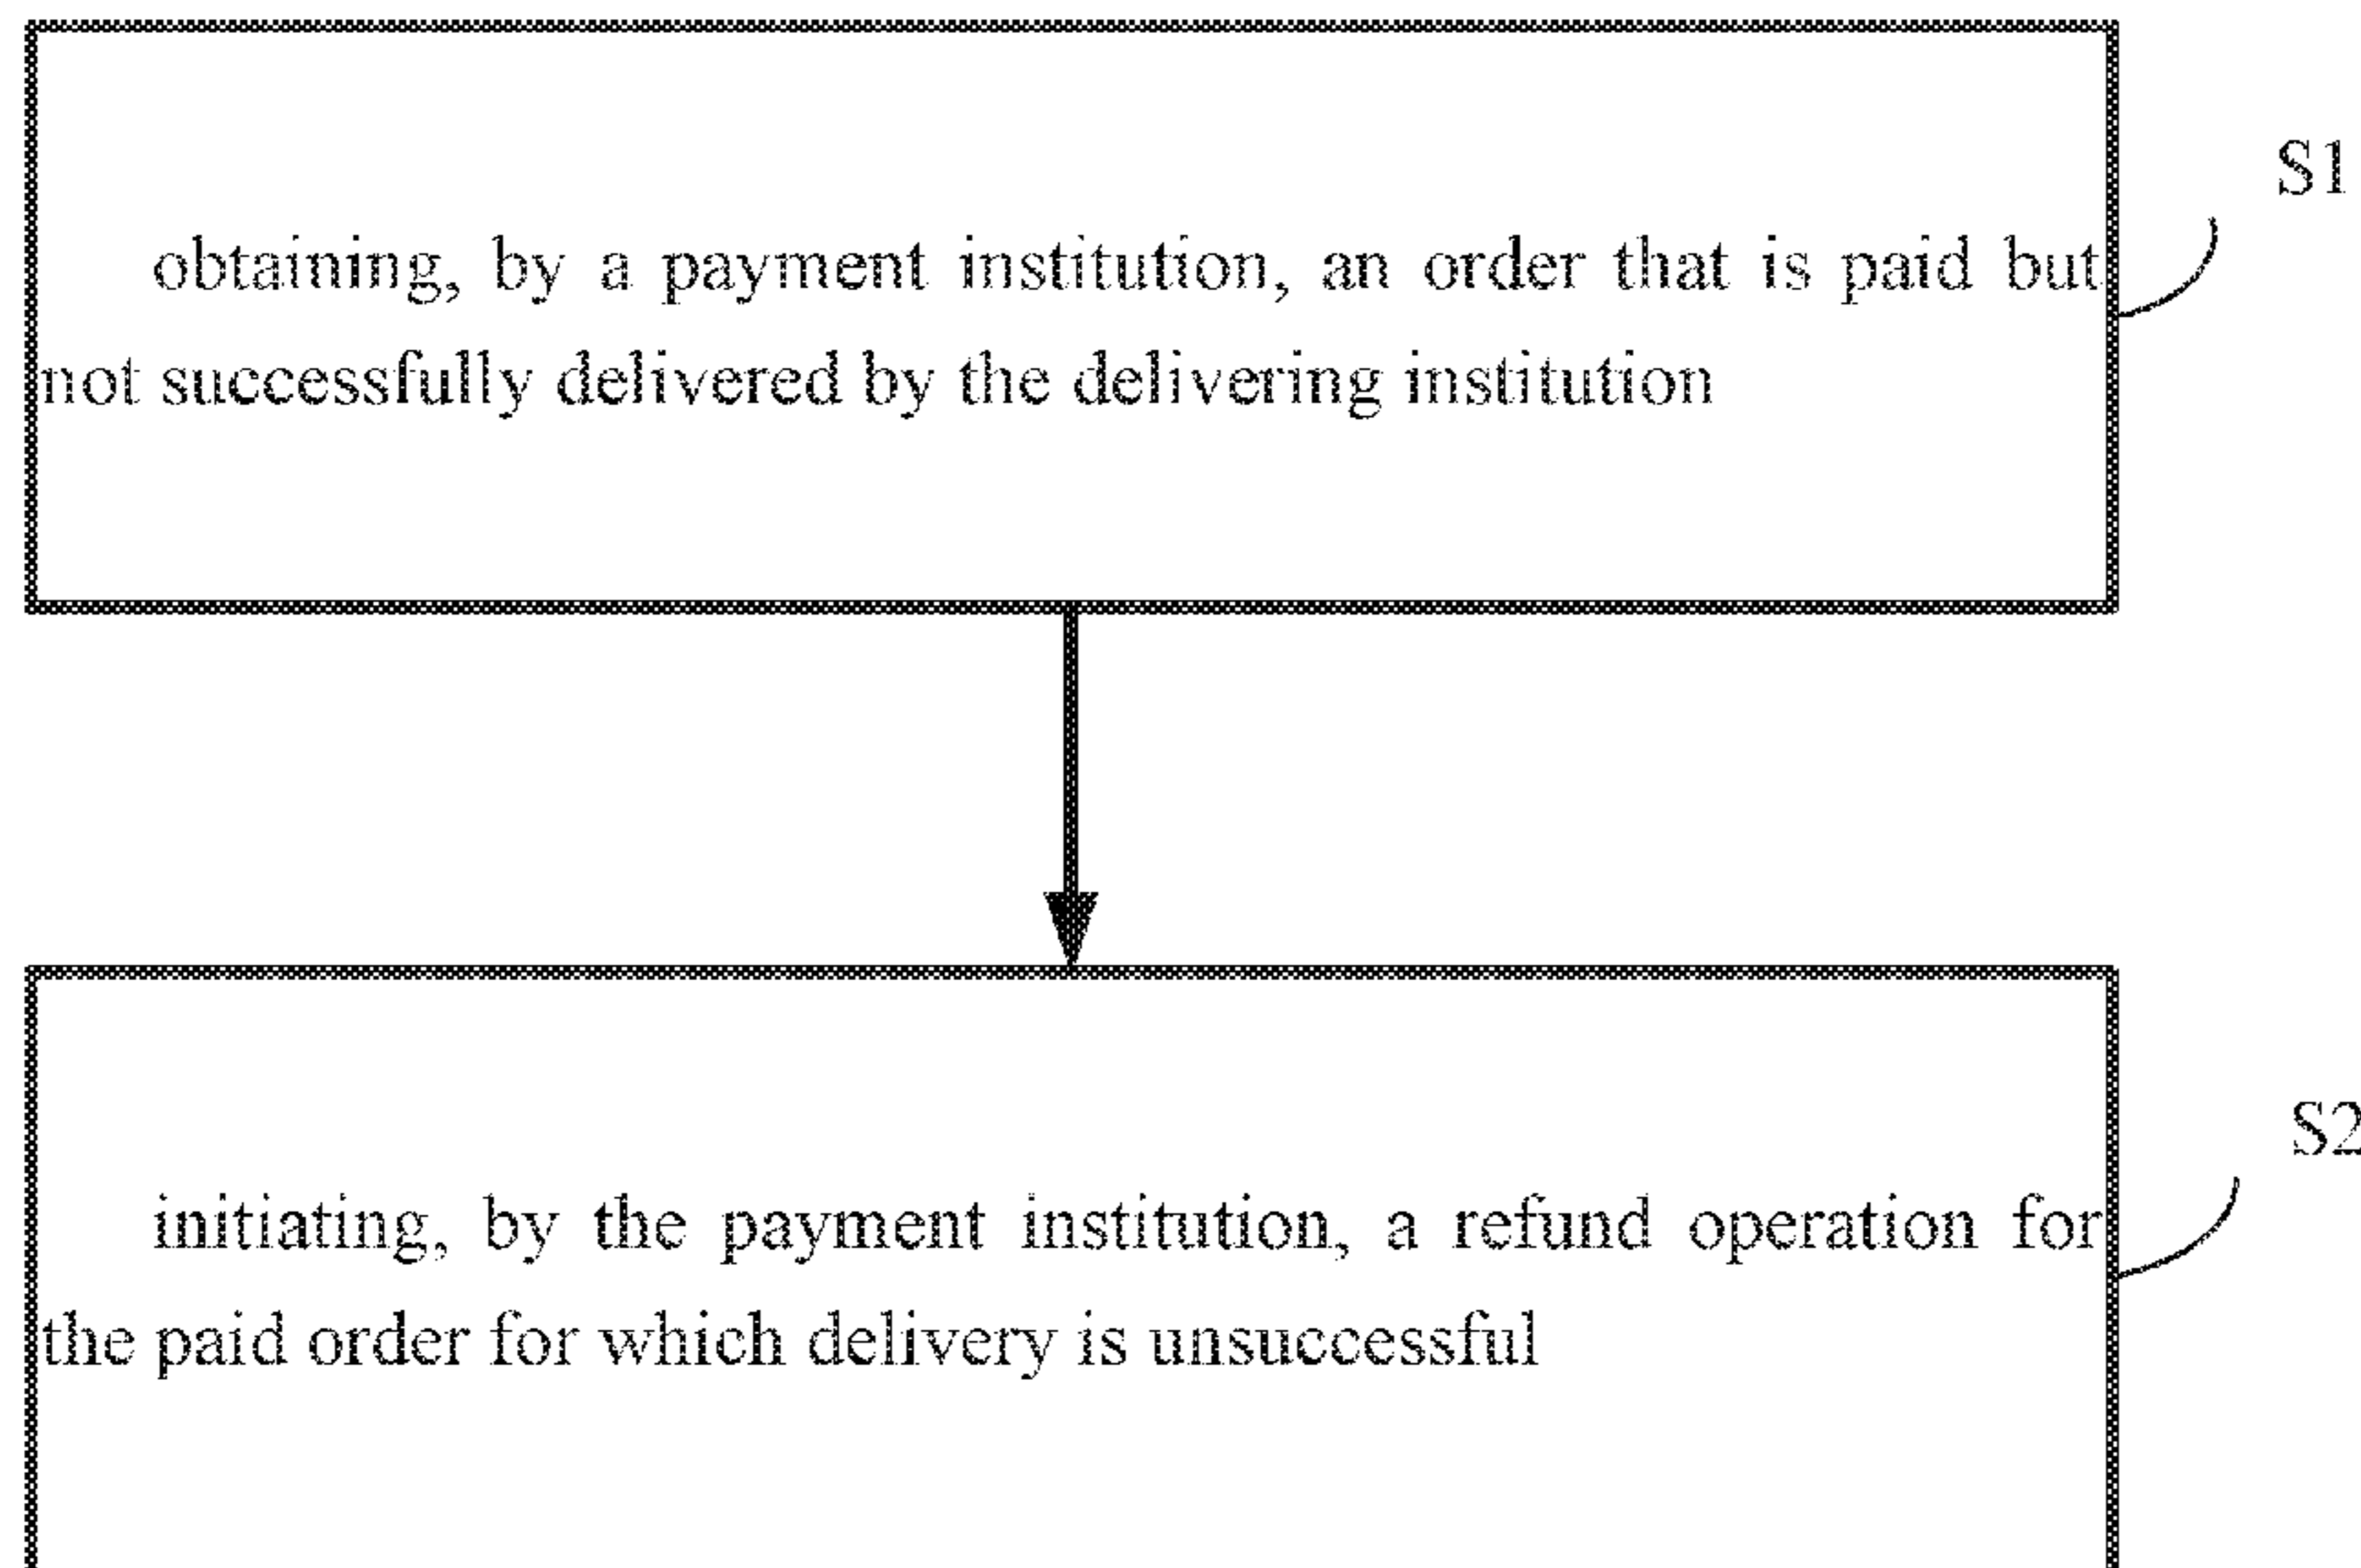 S1
obtaining, by a payment institution, an order that is paid but
not successfully delivered by the delivering institution
S2
initiating, by the payment institution, a refund operation for
the paid order for which delivery is unsuccessful